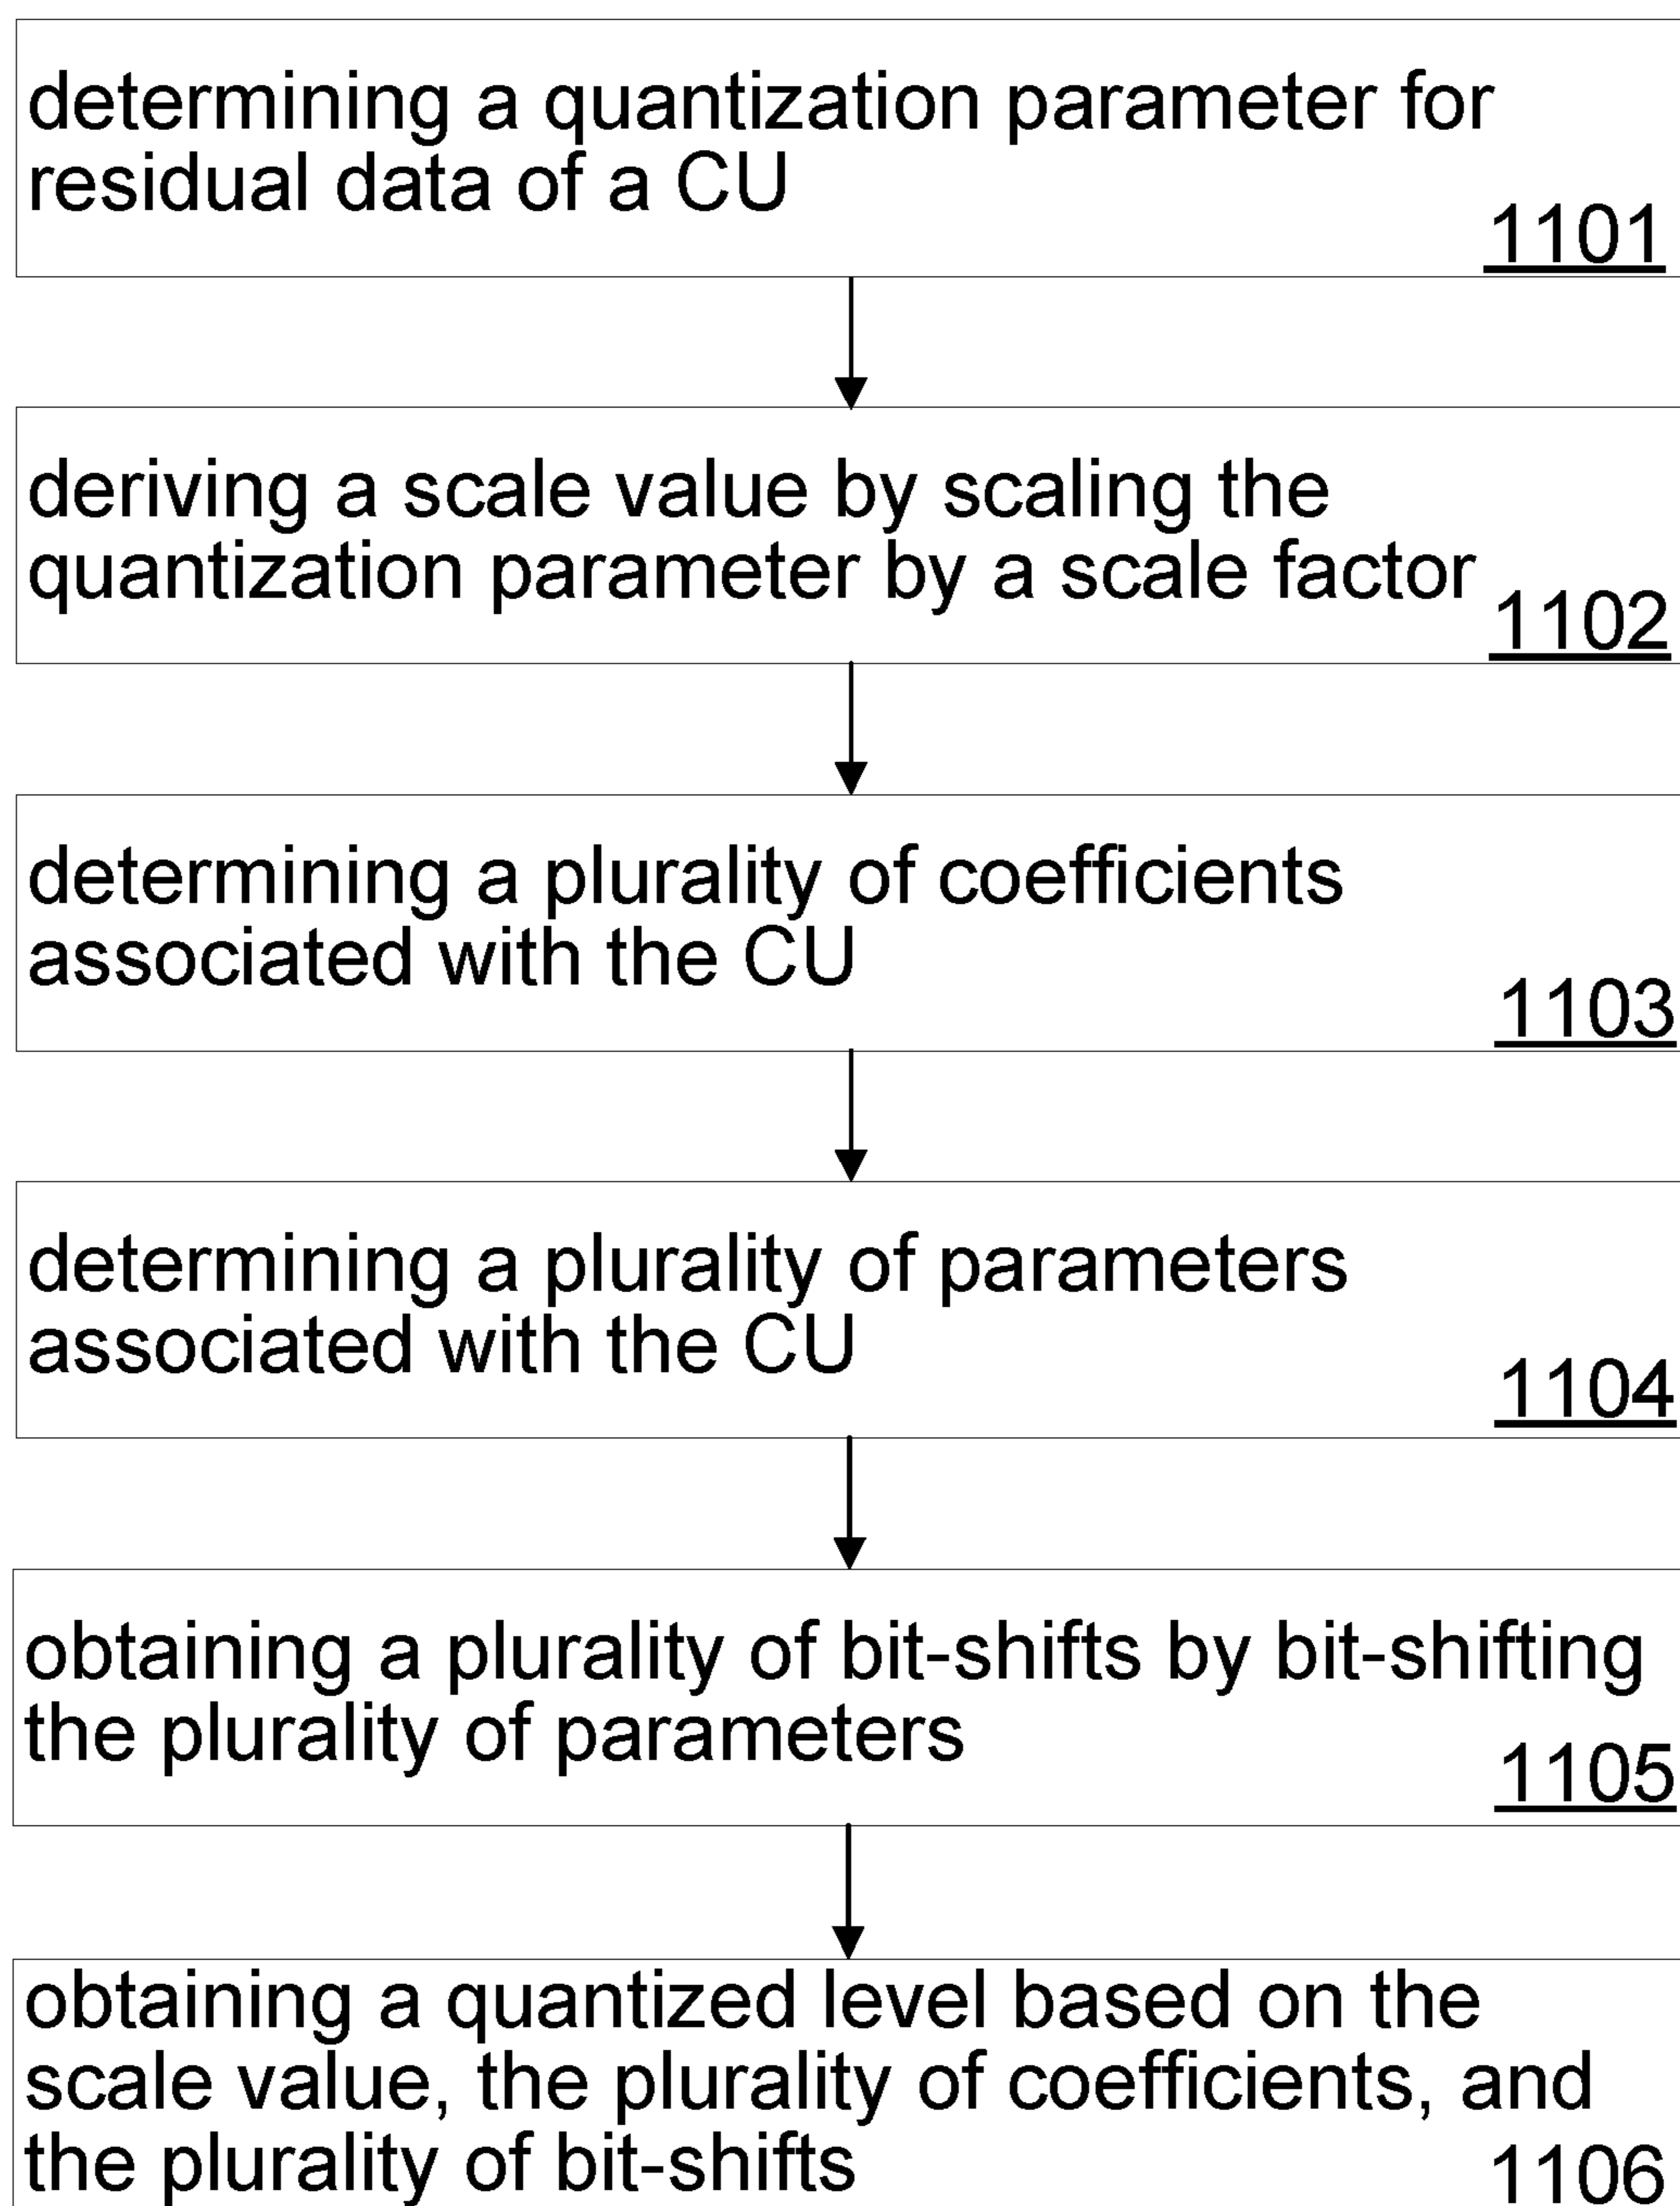 determining a quantization parameter for
residual data of a CU
1101
deriving a scale value by scaling the
quantization parameter by a scale factor
1102
determining a plurality of coefficients
associated with the CU
1103
determining a plurality of parameters
associated with the CU
1104
obtaining a plurality of bit-shifts by bit-shifting
the plurality of parameters
1105
obtaining a quantized level based on the
scale value, the plurality of coefficients, and
the plurality of bit-shifts
1106